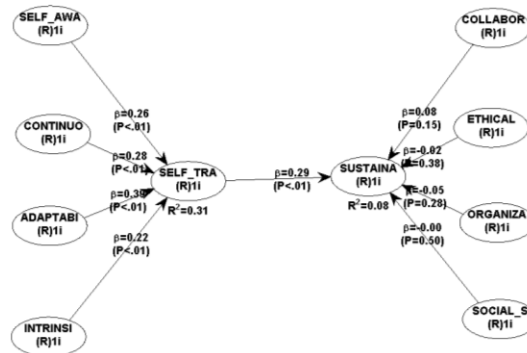 SELF_AWA
(R)1i
COLLABOR
(R)1i
β=0.26
(P<.01)
β=0.08
(P=0.15)
CONTINUO
(R)1i
ETHICAL
(R)1i
β=0.28
(P<.01)
β=-0.02
(P=0.38)
SELF_TRA
(R)1i
R²=0.31
β=0.29
(P<.01)
SUSTAINA
(R)1i
R²=0.08
(P<.01)
β=-0.05
(P=0.28)
ADAPTABI
(R)1i
ORGANIZA
(R)1i
β=0.22
(P<.01)
β=-0.00
(P=0.50)
INTRINSI
(R)1i
SOCIAL_S
(R)1i